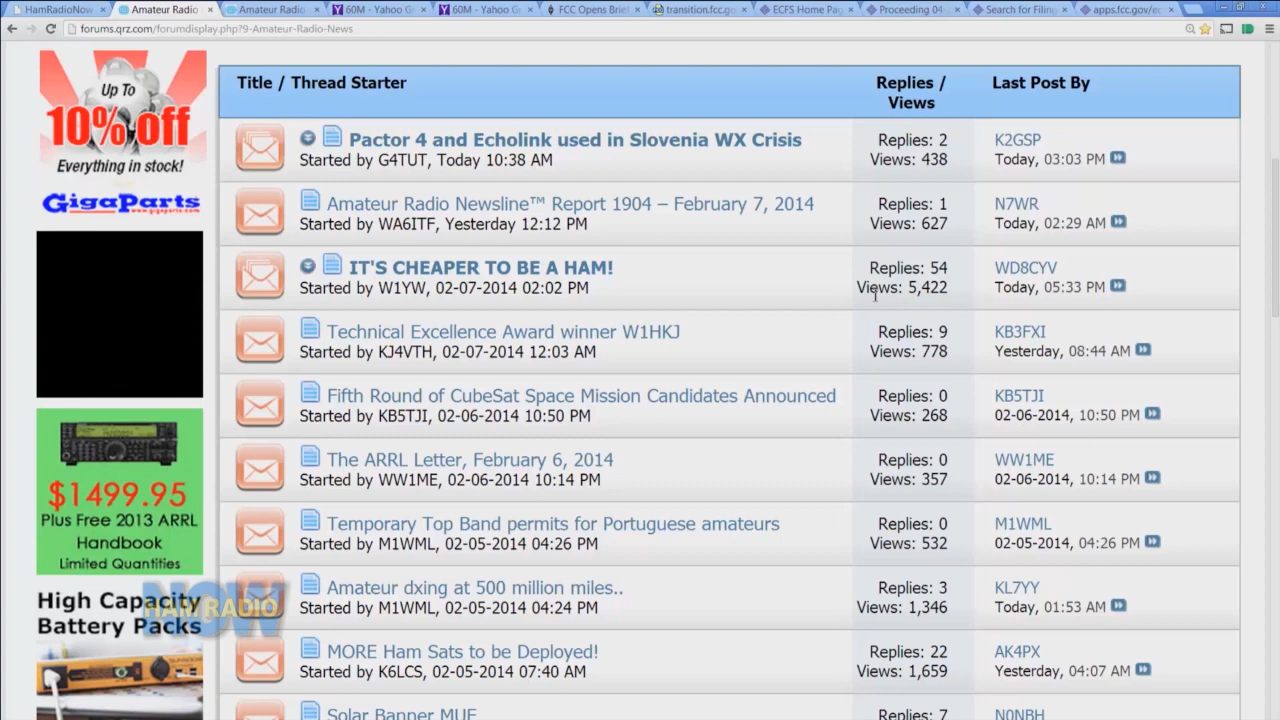 HamRadioNow
Amateur Radio
Amateur Radio
60M - Yahoo G
60M - Yahoo G
FCC Opens Brie
transition.fcc.go
ECFS Home Pag
Proceeding 04
Search for Filing
apps.fcc.gov/ec
forums.qrz.com/forumdisplay.php?9-Amateur-Radio-News
Up To
10% off
Everything in stock!
GigaParts
www.gigaparts.com
$1499.95
Plus Free 2013 ARRL
Handbook
Limited Quantities
High Capacity
Battery Packs
HAM RADIO
NOW
Title / Thread Starter
Replies /
Views
Last Post By
Pactor 4 and Echolink used in Slovenia WX Crisis
Started by G4TUT, Today 10:38 AM
Replies: 2
Views: 438
K2GSP
Today, 03:03 PM
Amateur Radio Newsline™ Report 1904 – February 7, 2014
Started by WA6ITF, Yesterday 12:12 PM
Replies: 1
Views: 627
N7WR
Today, 02:29 AM
IT'S CHEAPER TO BE A HAM!
Started by W1YW, 02-07-2014 02:02 PM
Replies: 54
Views: 5,422
WD8CYV
Today, 05:33 PM
Technical Excellence Award winner W1HKJ
Started by KJ4VTH, 02-07-2014 12:03 AM
Replies: 9
Views: 778
KB3FXI
Yesterday, 08:44 AM
Fifth Round of CubeSat Space Mission Candidates Announced
Started by KB5TJI, 02-06-2014 10:50 PM
Replies: 0
Views: 268
KB5TJI
02-06-2014, 10:50 PM
The ARRL Letter, February 6, 2014
Started by WW1ME, 02-06-2014 10:14 PM
Replies: 0
Views: 357
WW1ME
02-06-2014, 10:14 PM
Temporary Top Band permits for Portuguese amateurs
Started by M1WML, 02-05-2014 04:26 PM
Replies: 0
Views: 532
M1WML
02-05-2014, 04:26 PM
Amateur dxing at 500 million miles..
Started by M1WML, 02-05-2014 04:24 PM
Replies: 3
Views: 1,346
KL7YY
Today, 01:53 AM
MORE Ham Sats to be Deployed!
Started by K6LCS, 02-05-2014 07:40 AM
Replies: 22
Views: 1,659
AK4PX
Yesterday, 04:07 AM
Solar Banner MUF
Replies: 7
N0NBH